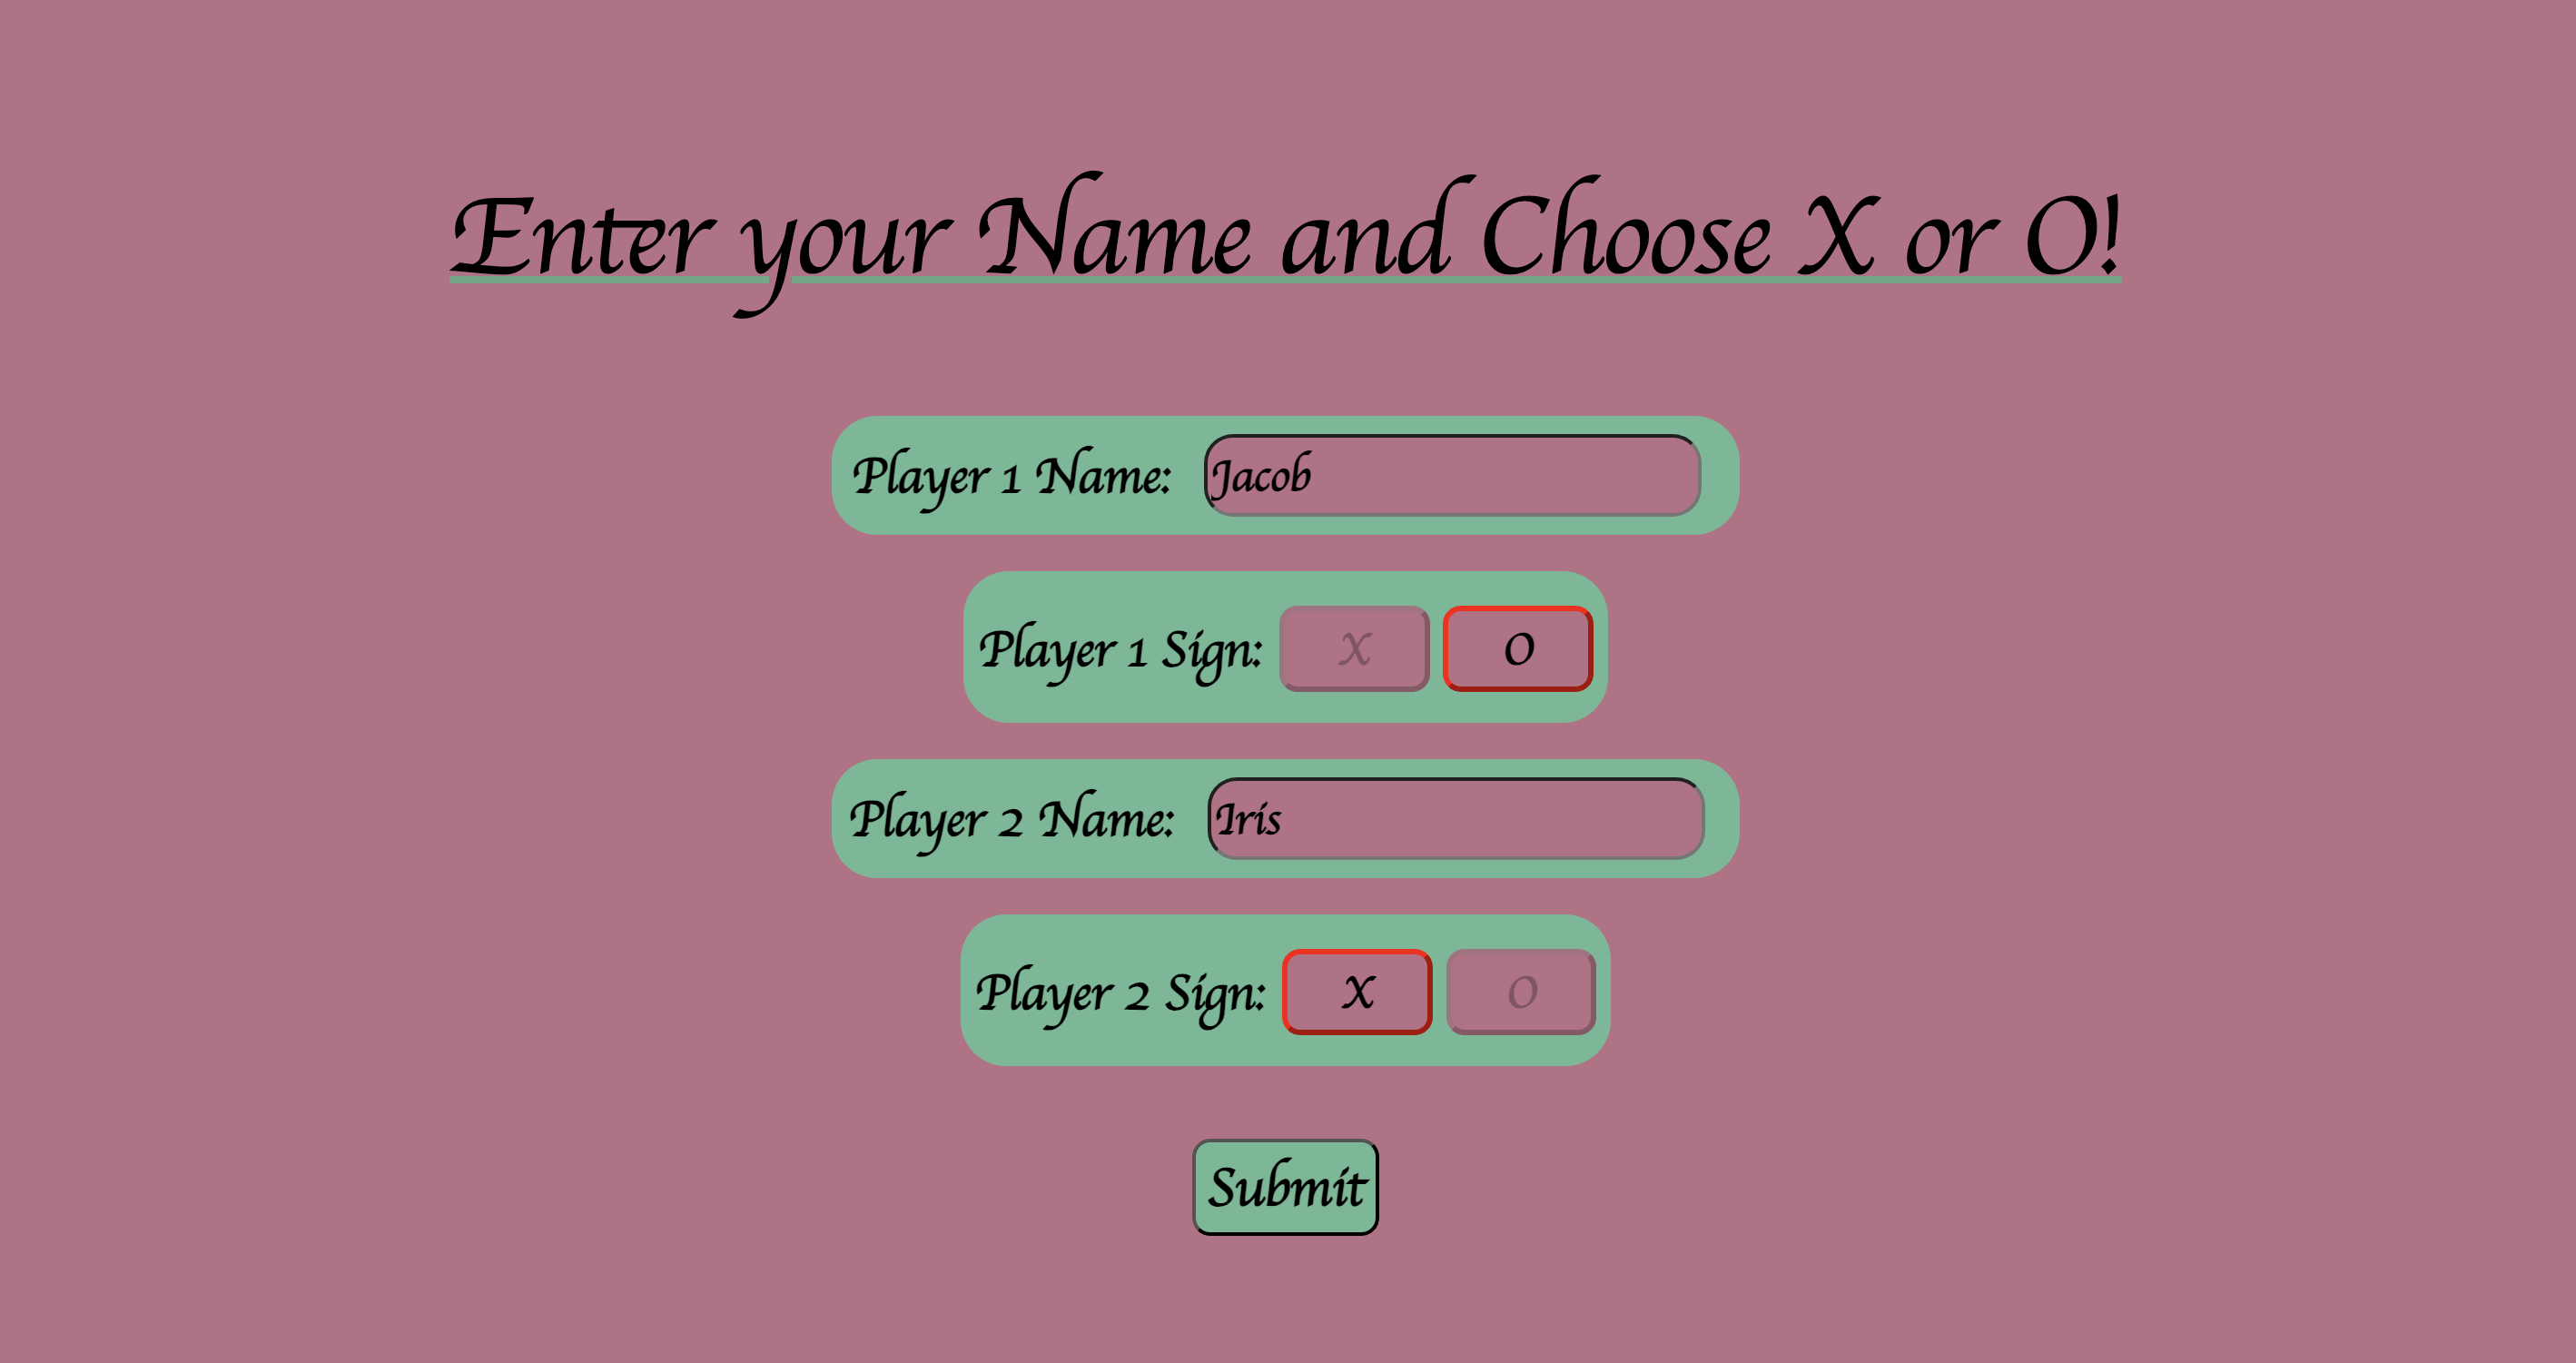 Enter your Name and Choose X or O!
Player 1 Name: Jacob
Player 1 Sign: X O
Player 2 Name: Iris
Player 2 Sign: X O
Submit